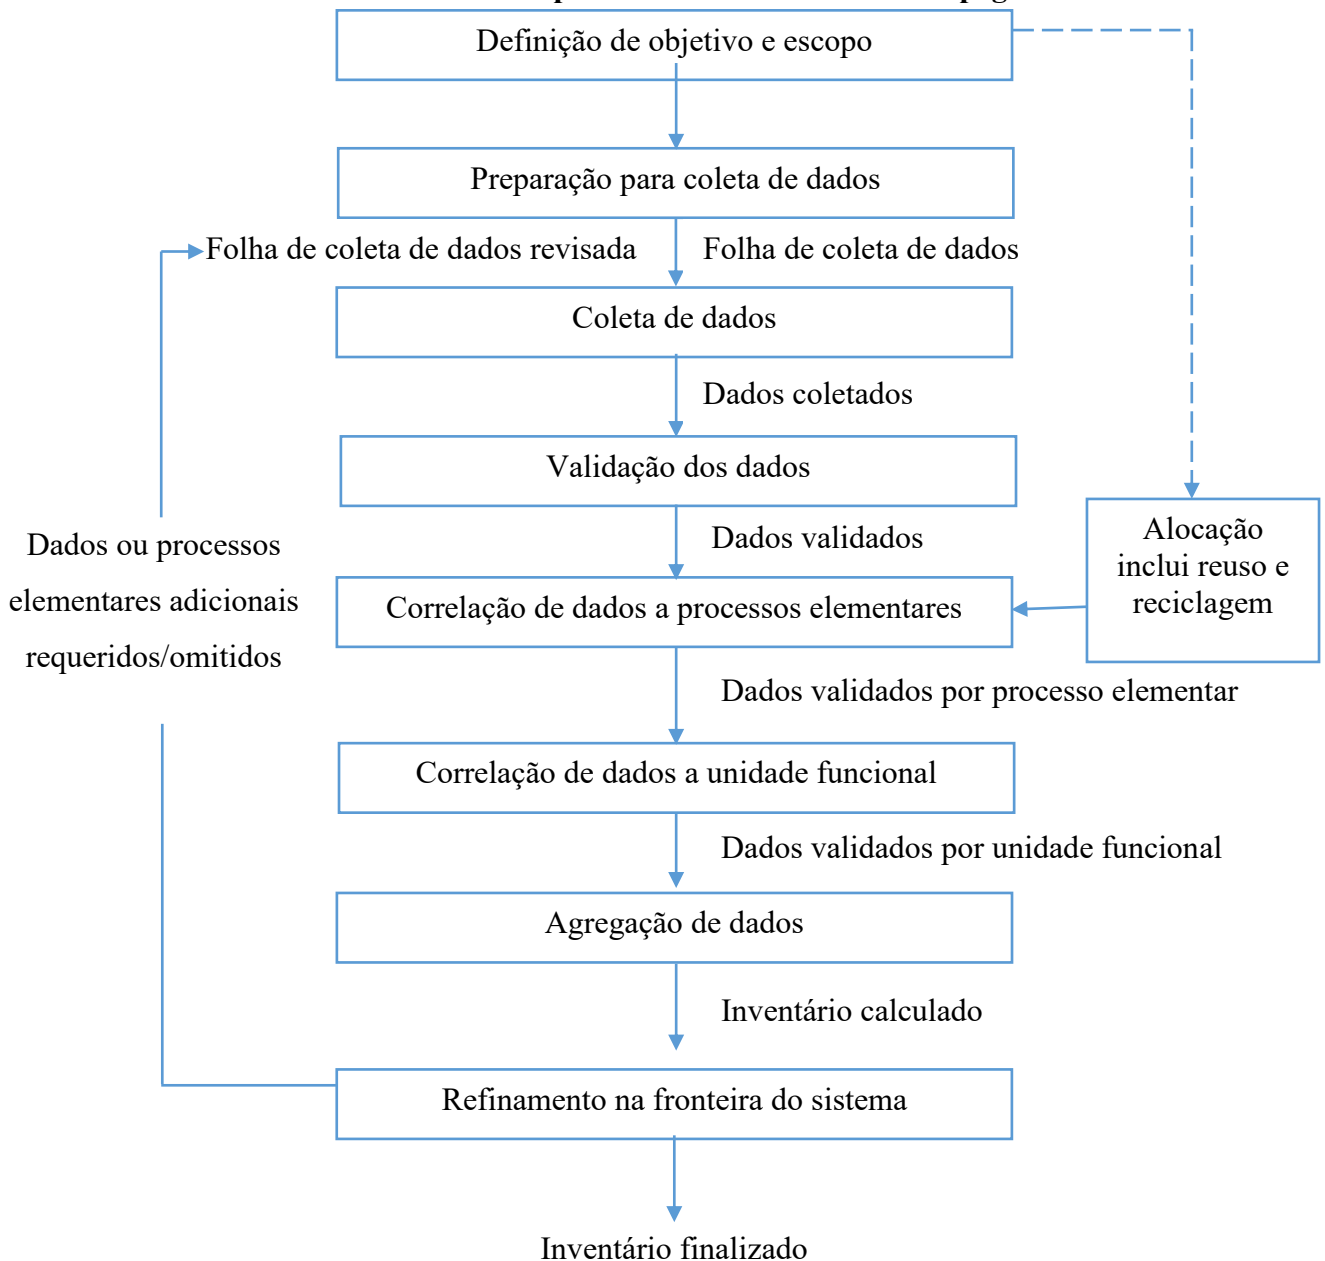 Definição de objetivo e escopo
Preparação para coleta de dados
Folha de coleta de dados revisada
Folha de coleta de dados
Coleta de dados
Dados coletados
Validação dos dados
Dados validados
Alocação
inclui reuso e
reciclagem
Dados ou processos
elementares adicionais
requeridos/omitidos
Correlação de dados a processos elementares
Dados validados por processo elementar
Correlação de dados a unidade funcional
Dados validados por unidade funcional
Agregação de dados
Inventário calculado
Refinamento na fronteira do sistema
Inventário finalizado